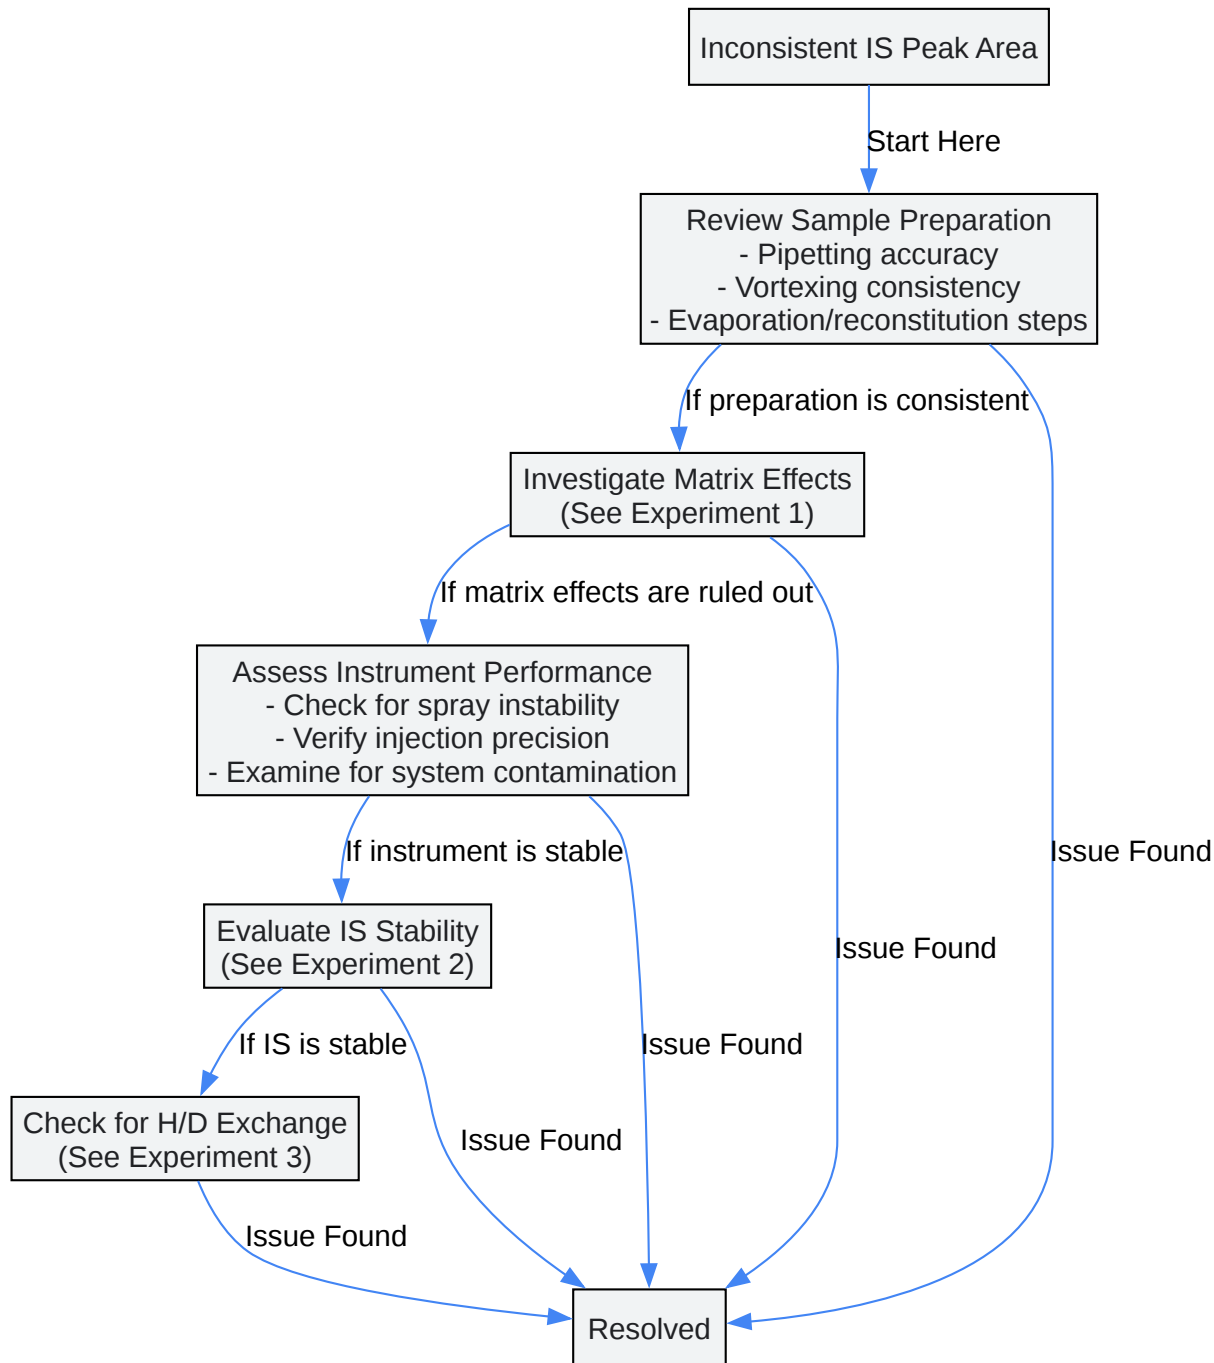 Inconsistent IS Peak Area
Start Here
Review Sample Preparation
- Pipetting accuracy
- Vortexing consistency
- Evaporation/reconstitution steps
If preparation is consistent
Investigate Matrix Effects
(See Experiment 1)
If matrix effects are ruled out
Assess Instrument Performance
- Check for spray instability
- Verify injection precision
- Examine for system contamination
If instrument is stable
Issue Found
Evaluate IS Stability
(See Experiment 2)
Issue Found
If IS is stable
Issue Found
Check for H/D Exchange
(See Experiment 3)
Issue Found
Issue Found
Resolved